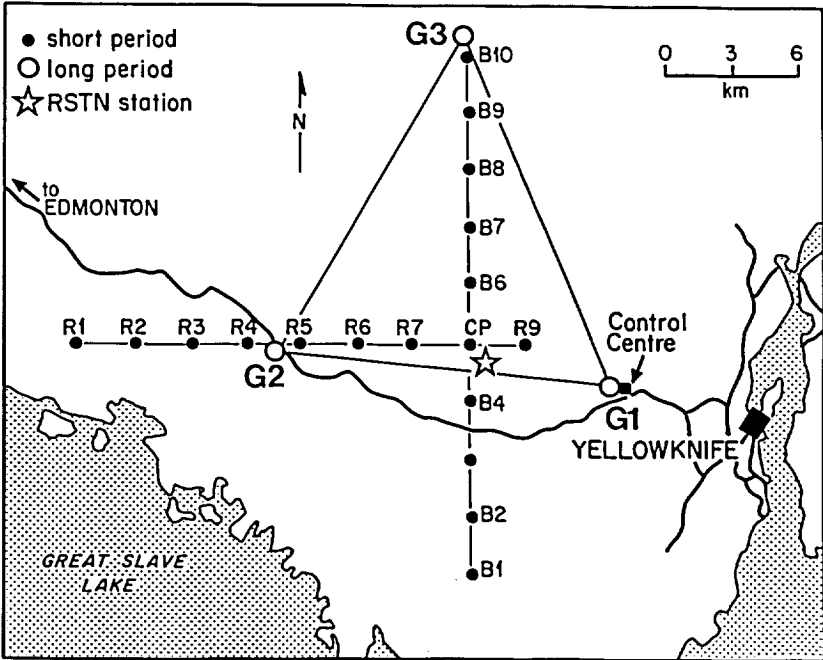 short period
long period
RSTN station
N
to
EDMONTON
G3
B10
B9
B8
B7
B6
0 3 6
km
R1 R2 R3 R4 R5 R6 R7 CP R9
G2
Control
Centre
B4
G1
YELLOWKNIFE
B2
B1
GREAT SLAVE
LAKE